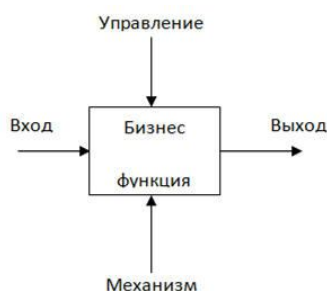 Управление
Вход
Бизнес
функция
Выход
Механизм